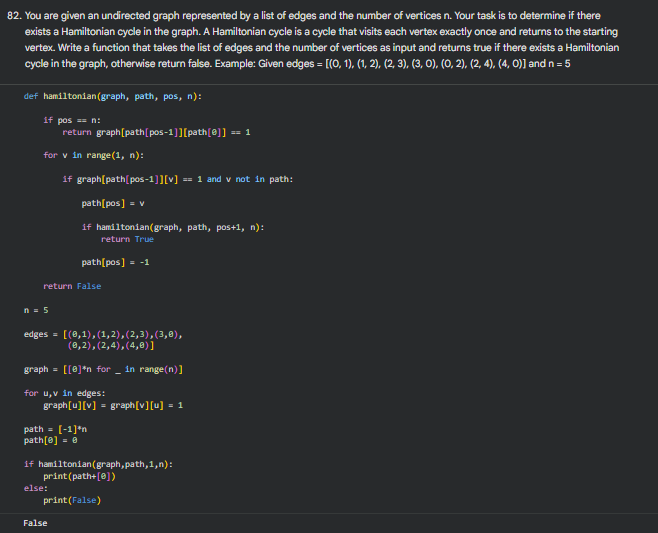 82. You are given an undirected graph represented by a list of edges and the number of vertices n. Your task is to determine if there
exists a Hamiltonian cycle in the graph. A Hamiltonian cycle is a cycle that visits each vertex exactly once and returns to the starting
vertex. Write a function that takes the list of edges and the number of vertices as input and returns true if there exists a Hamiltonian
cycle in the graph, otherwise return false. Example: Given edges = [(0, 1), (1, 2), (2, 3), (3, 0), (0, 2), (2, 4), (4, 0)] and n = 5
def hamiltonian(graph, path, pos, n):
if pos == n:
return graph[path[pos-1]][path[0]] == 1
for v in range(1, n):
if graph[path[pos-1]][v] == 1 and v not in path:
path[pos] = v
if hamiltonian(graph, path, pos+1, n):
return True
path[pos] = -1
return False
n = 5
edges = [(0,1),(1,2),(2,3),(3,0),
(0,2),(2,4),(4,0)]
graph = [[0]*n for _ in range(n)]
for u,v in edges:
graph[u][v] = graph[v][u] = 1
path = [-1]*n
path[0] = 0
if hamiltonian(graph,path,1,n):
print(path+[0])
else:
print(False)
False